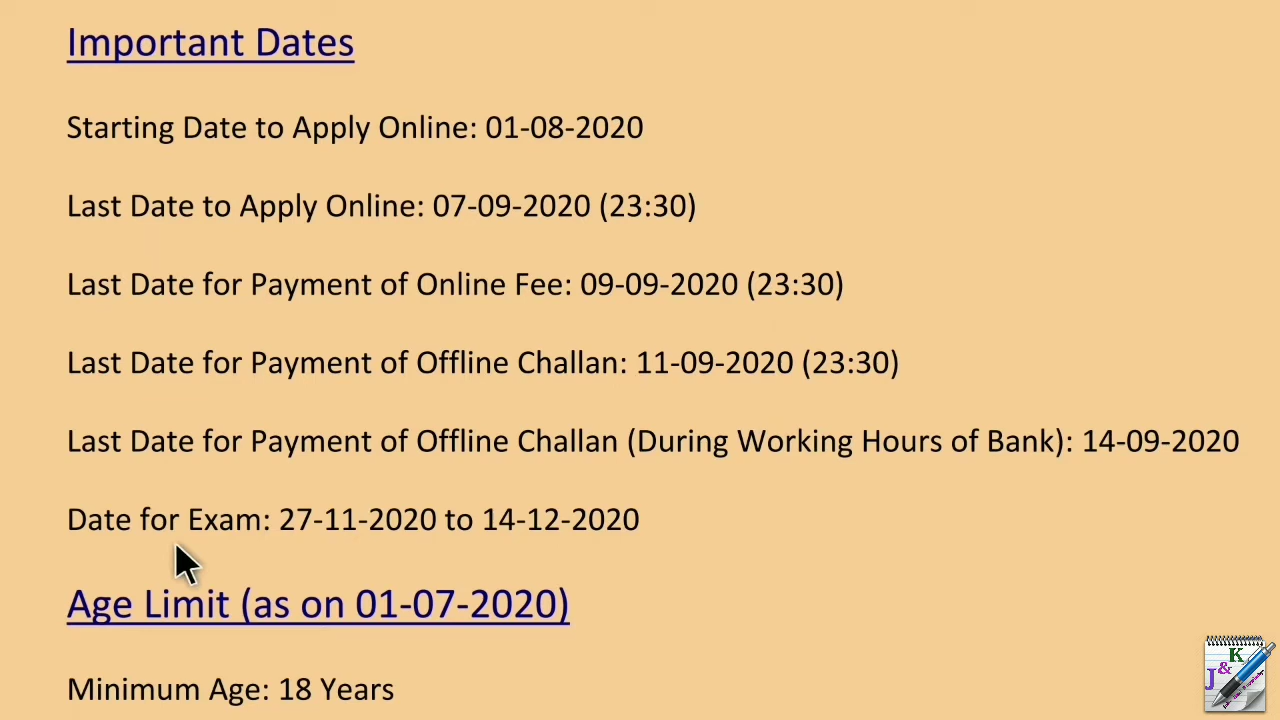 Important Dates
Starting Date to Apply Online: 01-08-2020
Last Date to Apply Online: 07-09-2020 (23:30)
Last Date for Payment of Online Fee: 09-09-2020 (23:30)
Last Date for Payment of Offline Challan: 11-09-2020 (23:30)
Last Date for Payment of Offline Challan (During Working Hours of Bank): 14-09-2020
Date for Exam: 27-11-2020 to 14-12-2020
Age Limit (as on 01-07-2020)
Minimum Age: 18 Years
J&K